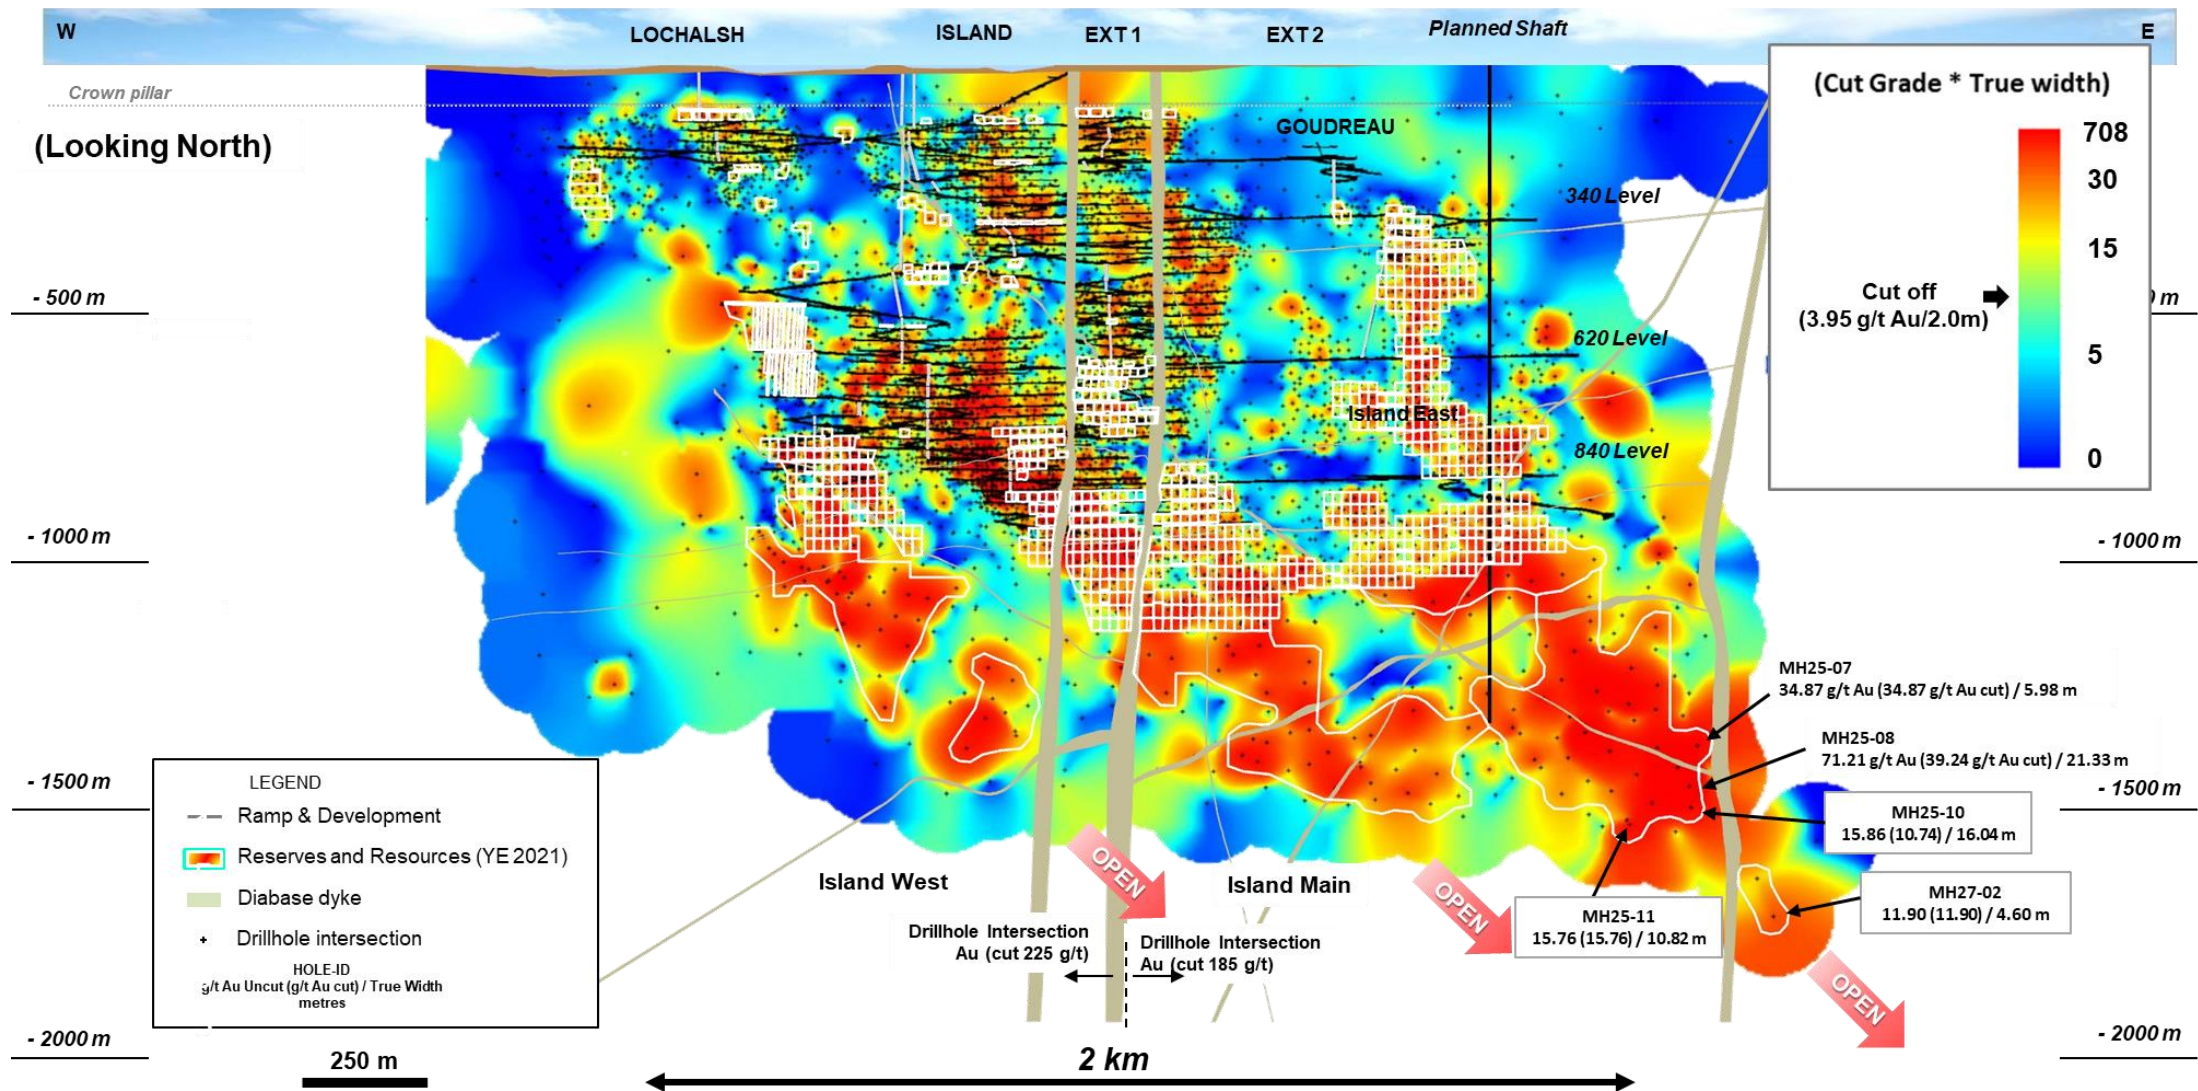 W
LOCHALSH
ISLAND
EXT 1
EXT 2
Planned Shaft
E
Crown pillar
(Looking North)
GOUDREAU
340 Level
620 Level
Island East
840 Level
(Cut Grade * True width)
708
30
15
Cut off
(3.95 g/t Au/2.0m)
5
0
- 500 m
m
- 1000 m
- 1000 m
- 1500 m
- 1500 m
- 2000 m
- 2000 m
MH25-07
34.87 g/t Au (34.87 g/t Au cut) / 5.98 m
MH25-08
71.21 g/t Au (39.24 g/t Au cut) / 21.33 m
MH25-10
15.86 (10.74) / 16.04 m
MH27-02
11.90 (11.90) / 4.60 m
MH25-11
15.76 (15.76) / 10.82 m
LEGEND
Ramp & Development
Reserves and Resources (YE 2021)
Diabase dyke
Drillhole intersection
HOLE-ID
g/t Au Uncut (g/t Au cut) / True Width
metres
Island West
Island Main
OPEN
OPEN
OPEN
Drillhole Intersection
Au (cut 225 g/t)
Drillhole Intersection
Au (cut 185 g/t)
250 m
2 km